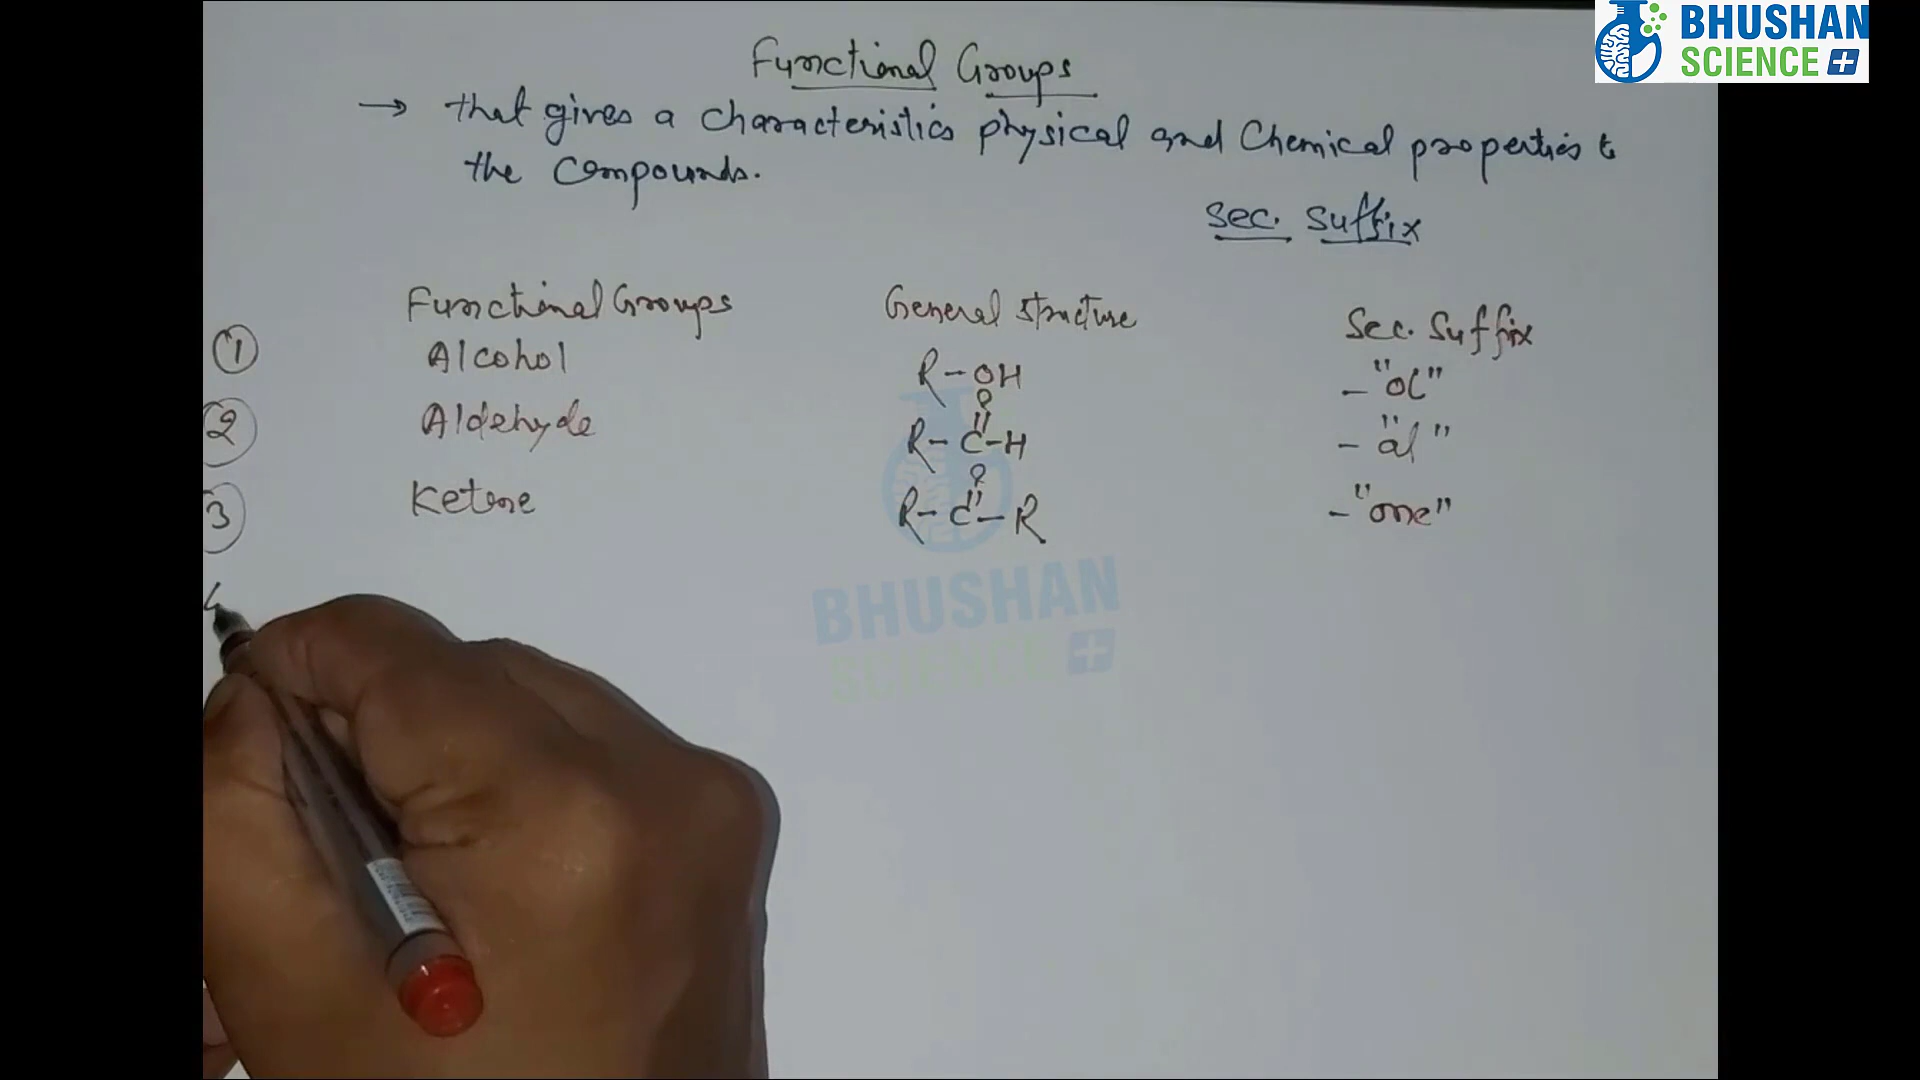 BHUSHAN
SCIENCE +
Functional Groups
→ that gives a characteristics physical and Chemical properties to
the compounds.
Sec. Suffix
Functional Groups General Structure Sec. Suffix
① Alcohol R-OH - "ol"
O
② Aldehyde R-C-H - "al"
O
③ Ketone R-C-R - "one"
BHUSHAN
SCIENCE +